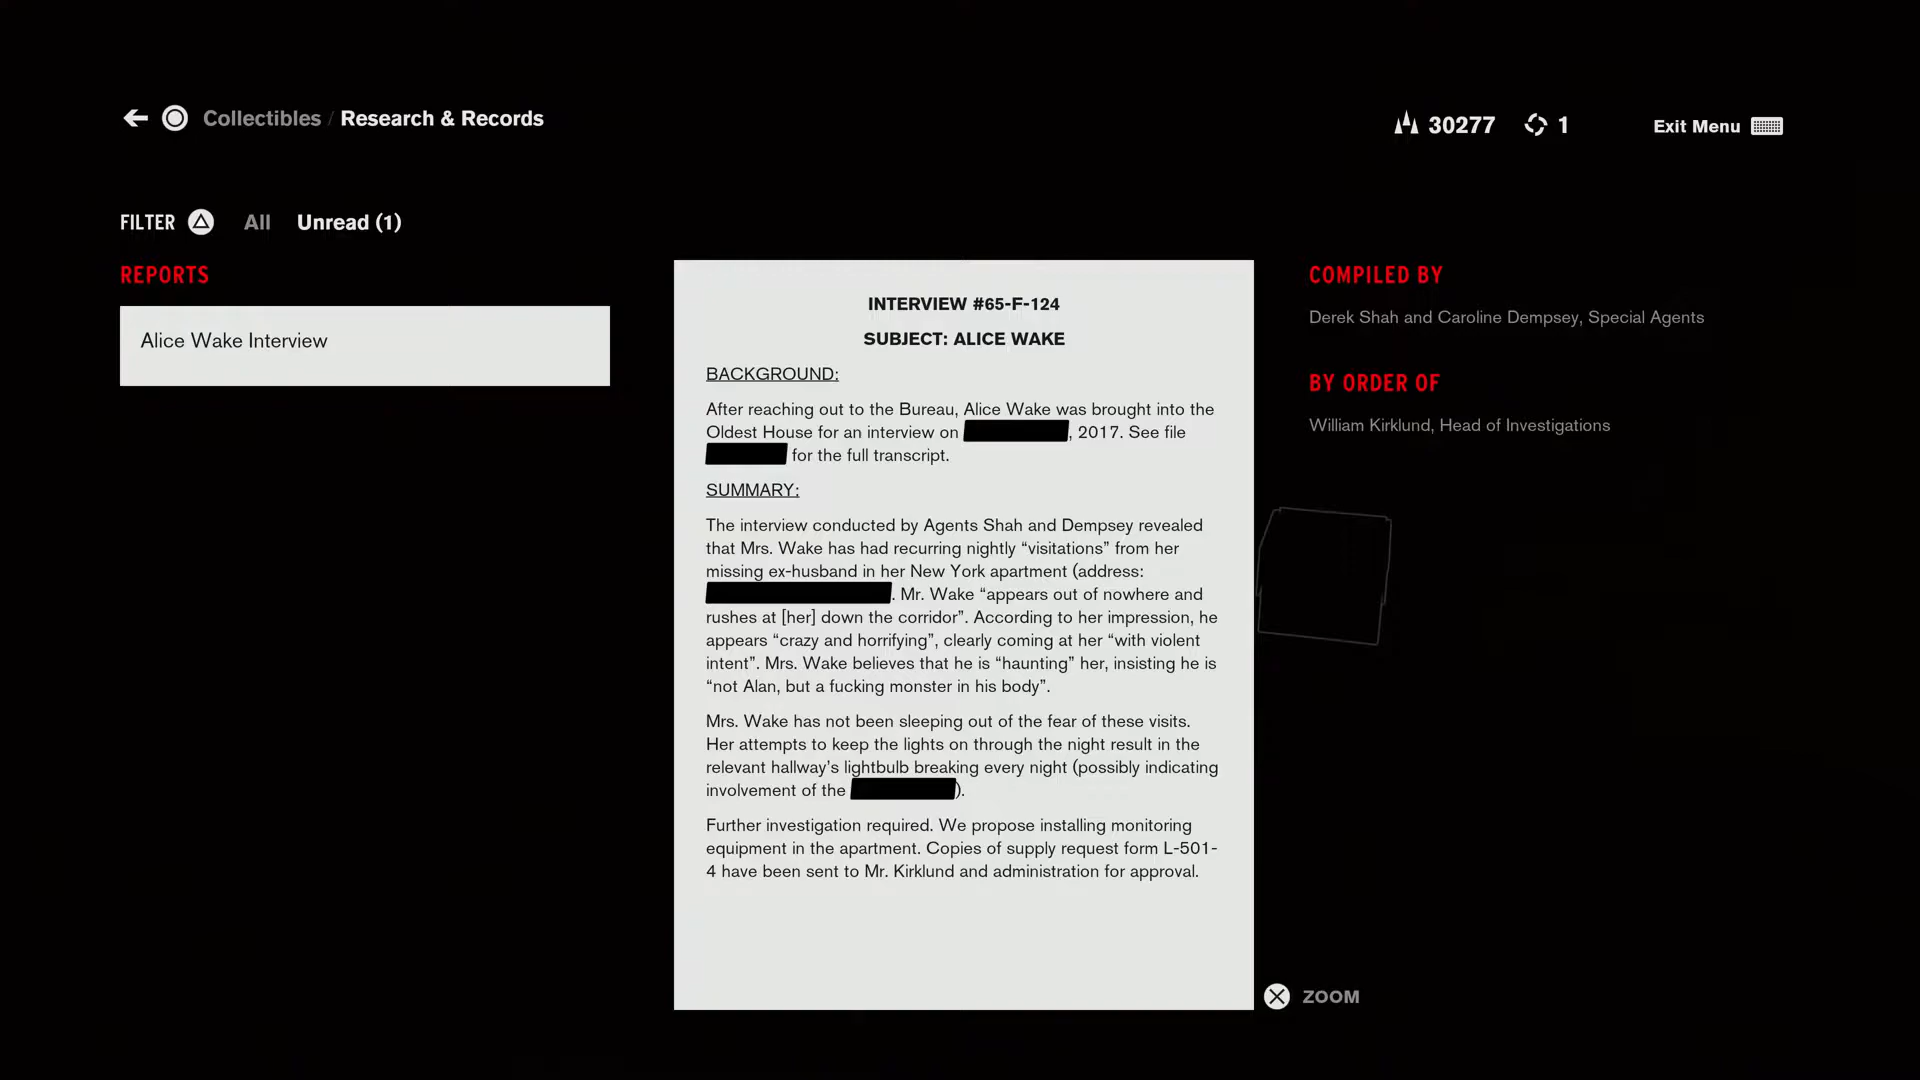 Collectibles / Research & Records
30277
1
Exit Menu
FILTER All Unread (1)
REPORTS
Alice Wake Interview
INTERVIEW #65-F-124
SUBJECT: ALICE WAKE
BACKGROUND:
After reaching out to the Bureau, Alice Wake was brought into the
Oldest House for an interview on , 2017. See file
for the full transcript.
SUMMARY:
The interview conducted by Agents Shah and Dempsey revealed
that Mrs. Wake has had recurring nightly “visitations” from her
missing ex-husband in her New York apartment (address:
. Mr. Wake “appears out of nowhere and
rushes at [her] down the corridor”. According to her impression, he
appears “crazy and horrifying”, clearly coming at her “with violent
intent”. Mrs. Wake believes that he is “haunting” her, insisting he is
“not Alan, but a fucking monster in his body”.
Mrs. Wake has not been sleeping out of the fear of these visits.
Her attempts to keep the lights on through the night result in the
relevant hallway’s lightbulb breaking every night (possibly indicating
involvement of the ).
Further investigation required. We propose installing monitoring
equipment in the apartment. Copies of supply request form L-501-
4 have been sent to Mr. Kirklund and administration for approval.
COMPILED BY
Derek Shah and Caroline Dempsey, Special Agents
BY ORDER OF
William Kirklund, Head of Investigations
ZOOM